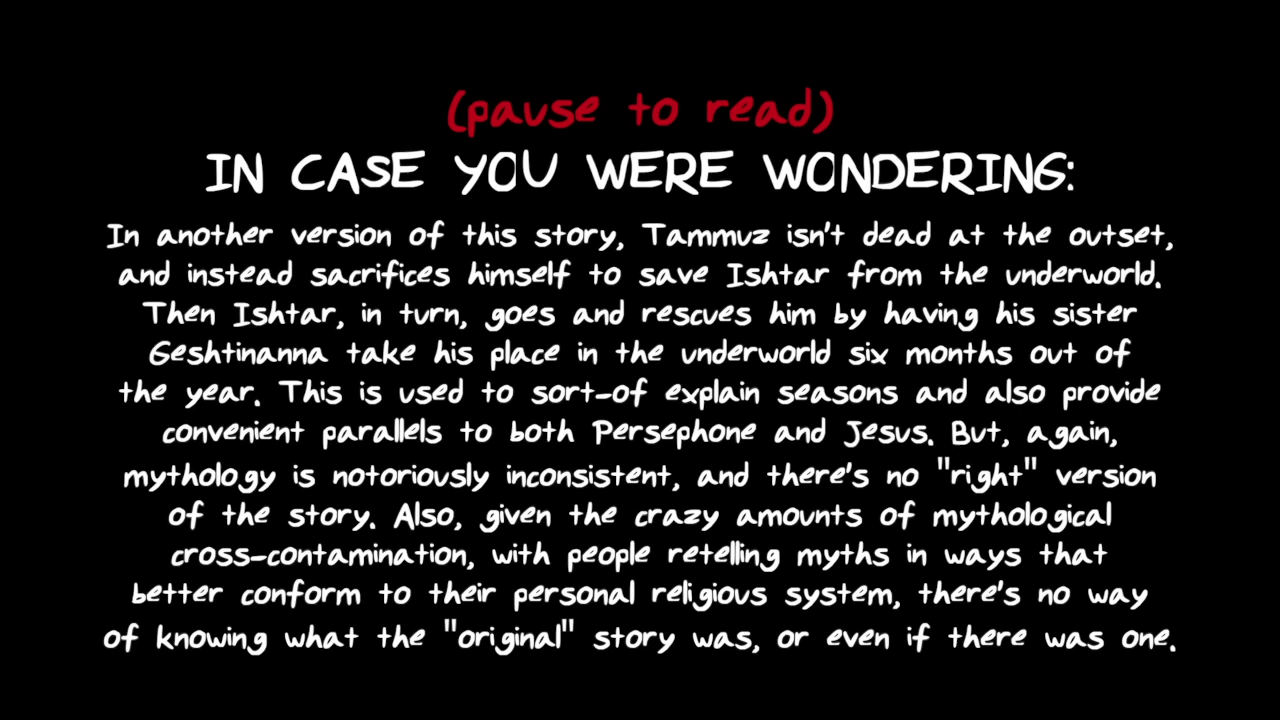 (pause to read)
IN CASE YOU WERE WONDERING:
In another version of this story, Tammuz isn't dead at the outset,
and instead sacrifices himself to save Ishtar from the underworld.
Then Ishtar, in turn, goes and rescues him by having his sister
Geshtinanna take his place in the underworld six months out of
the year. This is used to sort-of explain seasons and also provide
convenient parallels to both Persephone and Jesus. But, again,
mythology is notoriously inconsistent, and there's no "right" version
of the story. Also, given the crazy amounts of mythological
cross-contamination, with people retelling myths in ways that
better conform to their personal religious system, there's no way
of knowing what the "original" story was, or even if there was one.